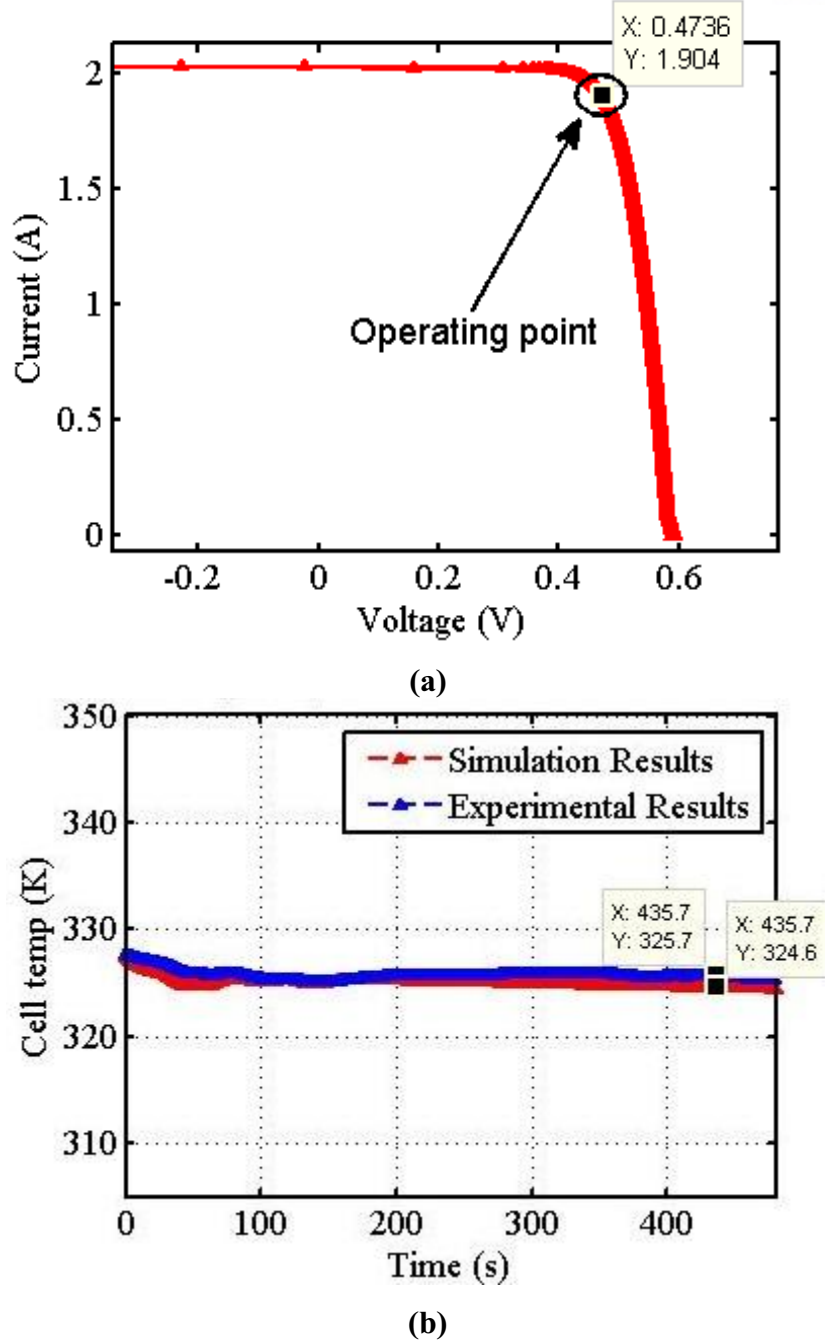 X: 0.4736
Y: 1.904
2
1.5
1
0.5
0
Current (A)
Operating point
-0.2 0 0.2 0.4 0.6
Voltage (V)
(a)
350
340
330
320
310
Cell temp (K)
Simulation Results
Experimental Results
X: 435.7
Y: 325.7
X: 435.7
Y: 324.6
0 100 200 300 400
Time (s)
(b)